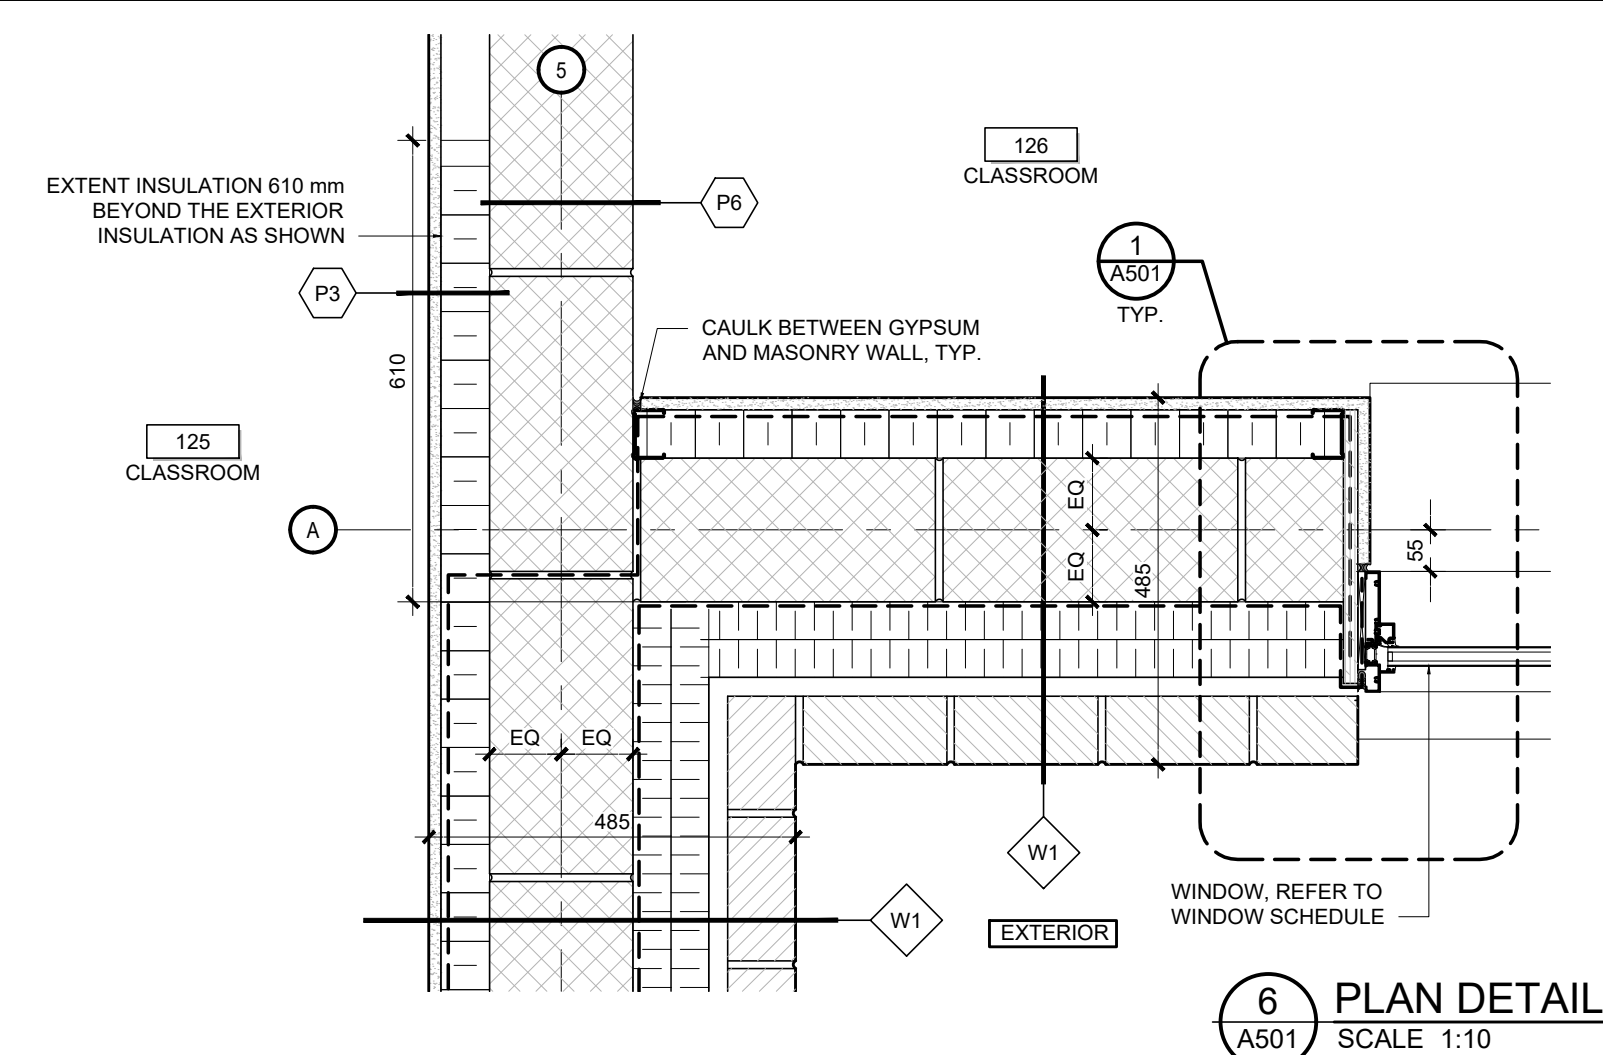 5
126
CLASSROOM
EXTENT INSULATION 610 mm
BEYOND THE EXTERIOR
INSULATION AS SHOWN
P6
1
A501
TYP.
P3
CAULK BETWEEN GYPSUM
AND MASONRY WALL, TYP.
610
125
CLASSROOM
A
EQ
EQ
485
55
EQ
EQ
485
W1
W1
EXTERIOR
WINDOW, REFER TO
WINDOW SCHEDULE
6
A501
PLAN DETAIL
SCALE 1:10